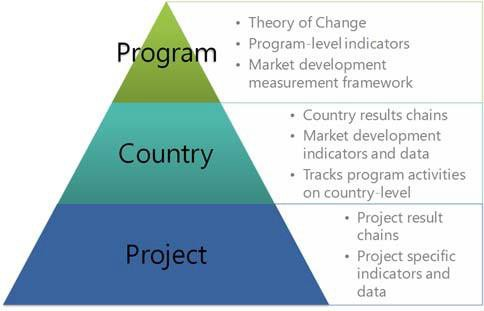 Program
• Theory of Change
• Program-level indicators
• Market development
measurement framework
Country
• Country results chains
• Market development
indicators and data
• Tracks program activities
on country-level
Project
• Project result
chains
• Project specific
indicators and
data